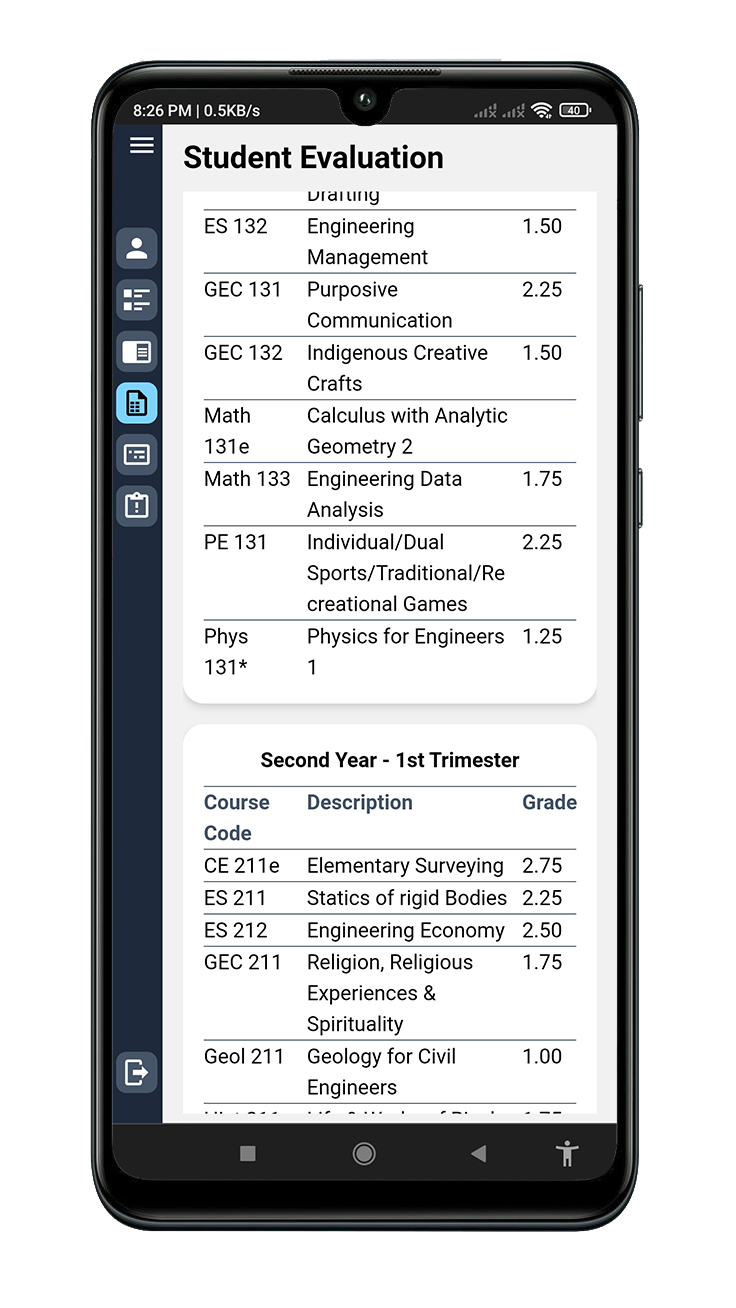 8:26 PM | 0.5KB/s
40
Student Evaluation
Drafting
ES 132 Engineering 1.50
Management
GEC 131 Purposive 2.25
Communication
GEC 132 Indigenous Creative 1.50
Crafts
Math Calculus with Analytic
131e Geometry 2
Math 133 Engineering Data 1.75
Analysis
PE 131 Individual/Dual 2.25
Sports/Traditional/Re
creational Games
Phys Physics for Engineers 1.25
131* 1
Second Year - 1st Trimester
Course Description Grade
Code
CE 211e Elementary Surveying 2.75
ES 211 Statics of rigid Bodies 2.25
ES 212 Engineering Economy 2.50
GEC 211 Religion, Religious 1.75
Experiences &
Spirituality
Geol 211 Geology for Civil 1.00
Engineers